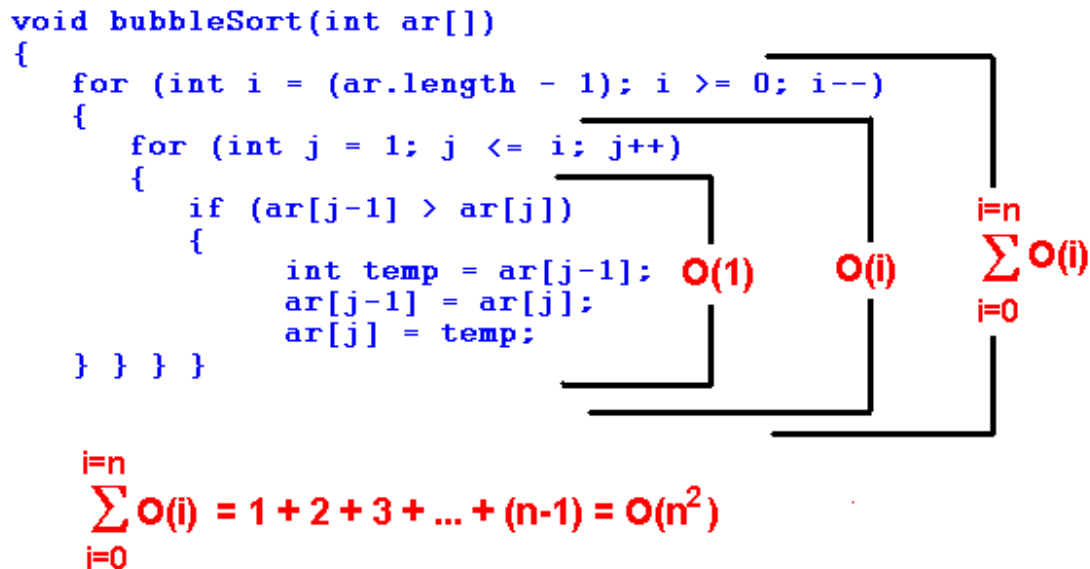 void bubbleSort(int ar[])
{
for (int i = (ar.length - 1); i >= 0; i--)
{
for (int j = 1; j <= i; j++)
{
if (ar[j-1] > ar[j])
{
int temp = ar[j-1];
ar[j-1] = ar[j];
ar[j] = temp;
} } } }
O(1)
O(i)
i=n
∑ O(i)
i=0
i=n
∑ O(i) = 1 + 2 + 3 + ... + (n-1) = O(n²)
i=0